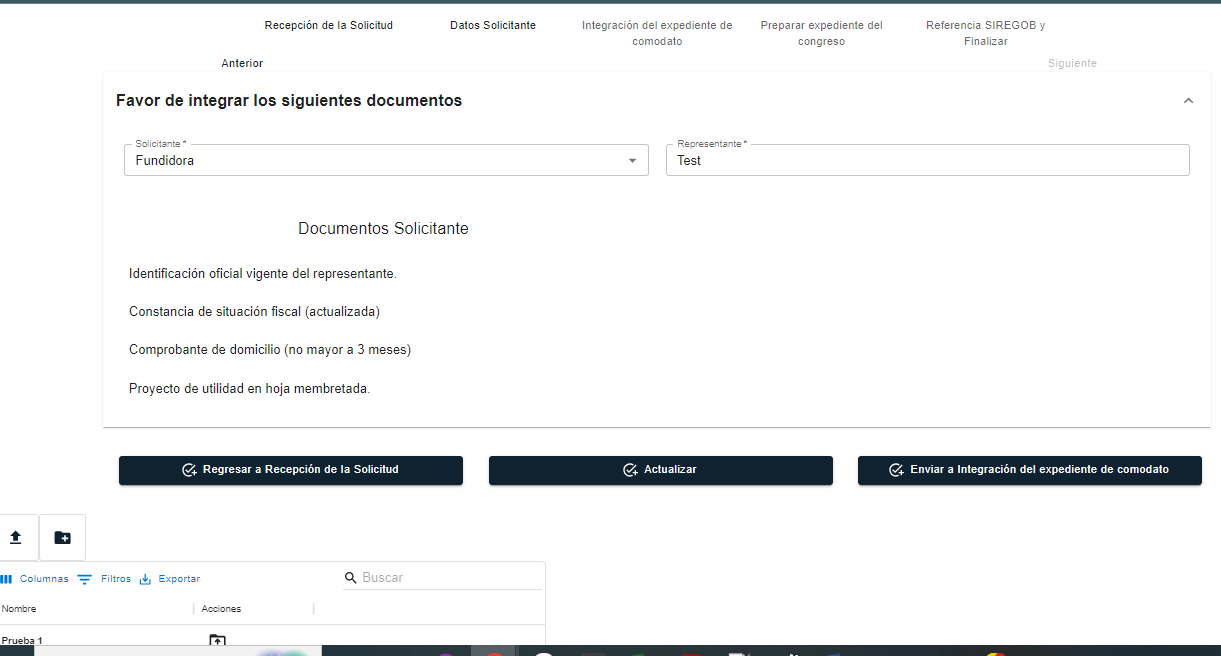 Recepción de la Solicitud
Datos Solicitante
Integración del expediente de
comodato
Preparar expediente del
congreso
Referencia SIREGOB y
Finalizar
Anterior
Siguiente
Favor de integrar los siguientes documentos
Solicitante *
Fundidora
Representante *
Test
Documentos Solicitante
Identificación oficial vigente del representante.
Constancia de situación fiscal (actualizada)
Comprobante de domicilio (no mayor a 3 meses)
Proyecto de utilidad en hoja membretada.
Regresar a Recepción de la Solicitud
Actualizar
Enviar a Integración del expediente de comodato
Columnas
Filtros
Exportar
Buscar
Nombre
Acciones
Prueba 1